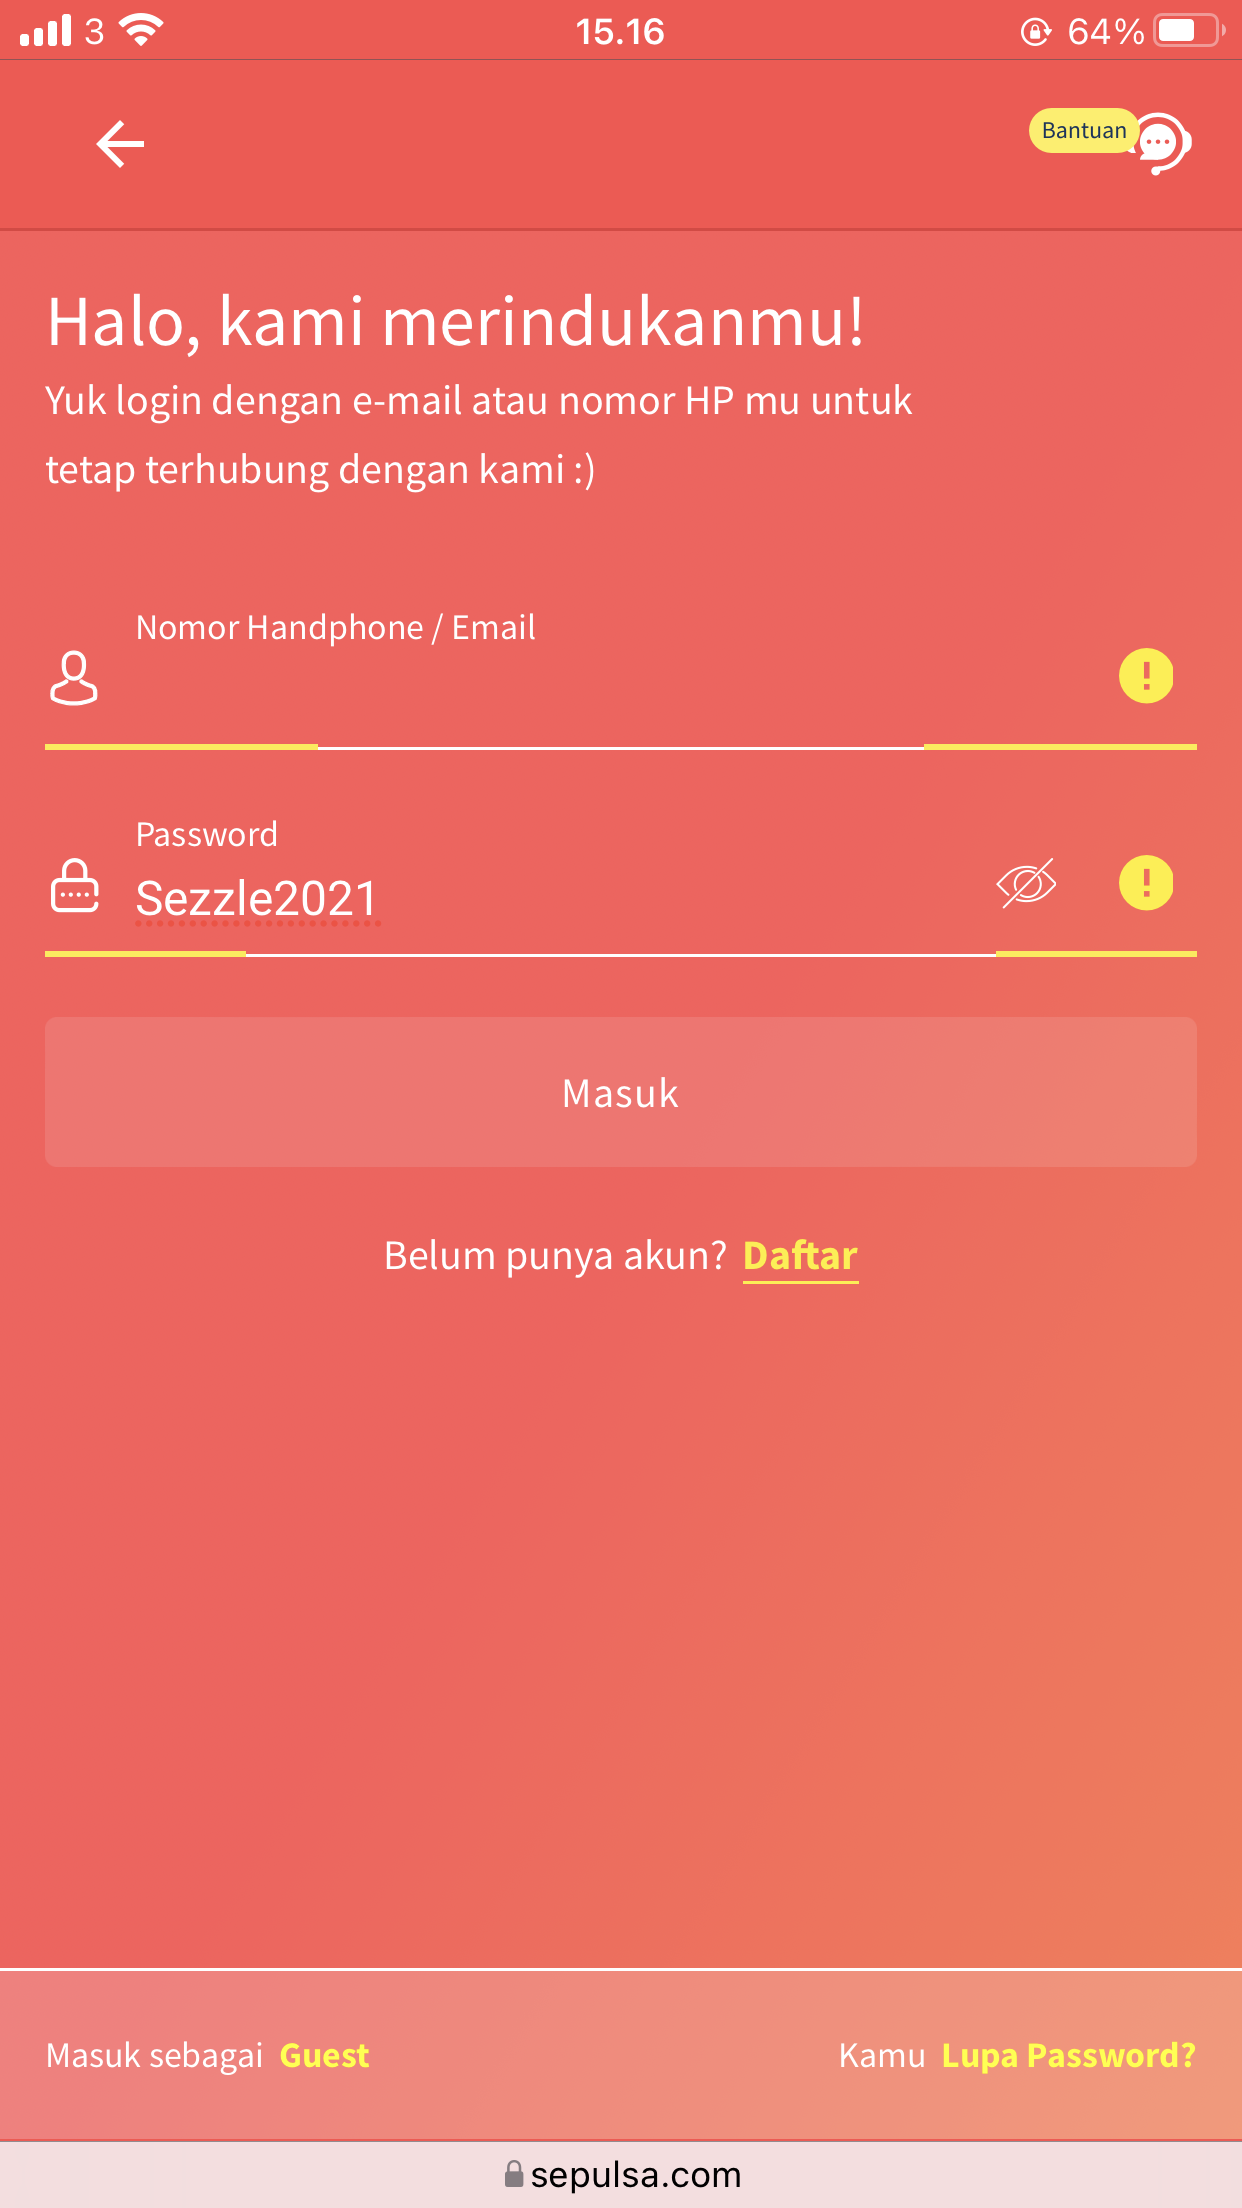 3
15.16
64%
Bantuan
Halo, kami merindukanmu!
Yuk login dengan e-mail atau nomor HP mu untuk
tetap terhubung dengan kami :)
Nomor Handphone / Email
!
Password
Sezzle2021
!
Masuk
Belum punya akun? Daftar
Masuk sebagai Guest
Kamu Lupa Password?
sepulsa.com